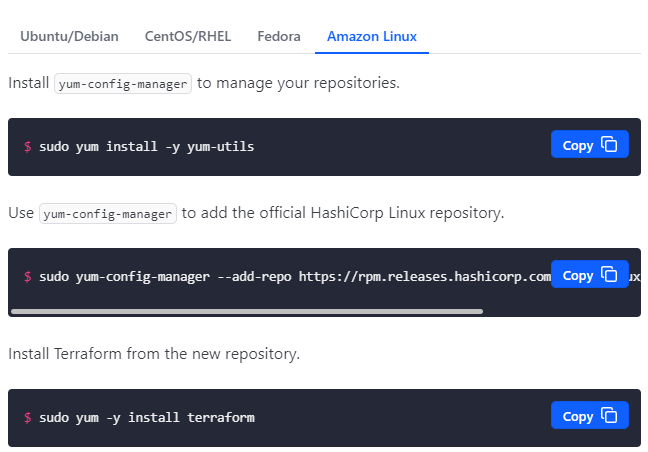 Ubuntu/Debian CentOS/RHEL Fedora Amazon Linux
Install yum-config-manager to manage your repositories.
$ sudo yum install -y yum-utils Copy
Use yum-config-manager to add the official HashiCorp Linux repository.
$ sudo yum-config-manager --add-repo https://rpm.releases.hashicorp.com Copy ux
Install Terraform from the new repository.
$ sudo yum -y install terraform Copy